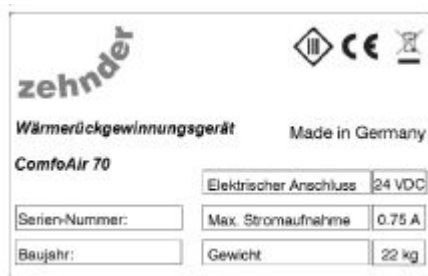 zehnder
III CE
Wärmerückgewinnungsgerät
Made in Germany
ComfoAir 70
Elektrischer Anschluss 24 VDC
Serien-Nummer: Max. Stromaufnahme 0.75 A
Baujahr: Gewicht 22 kg